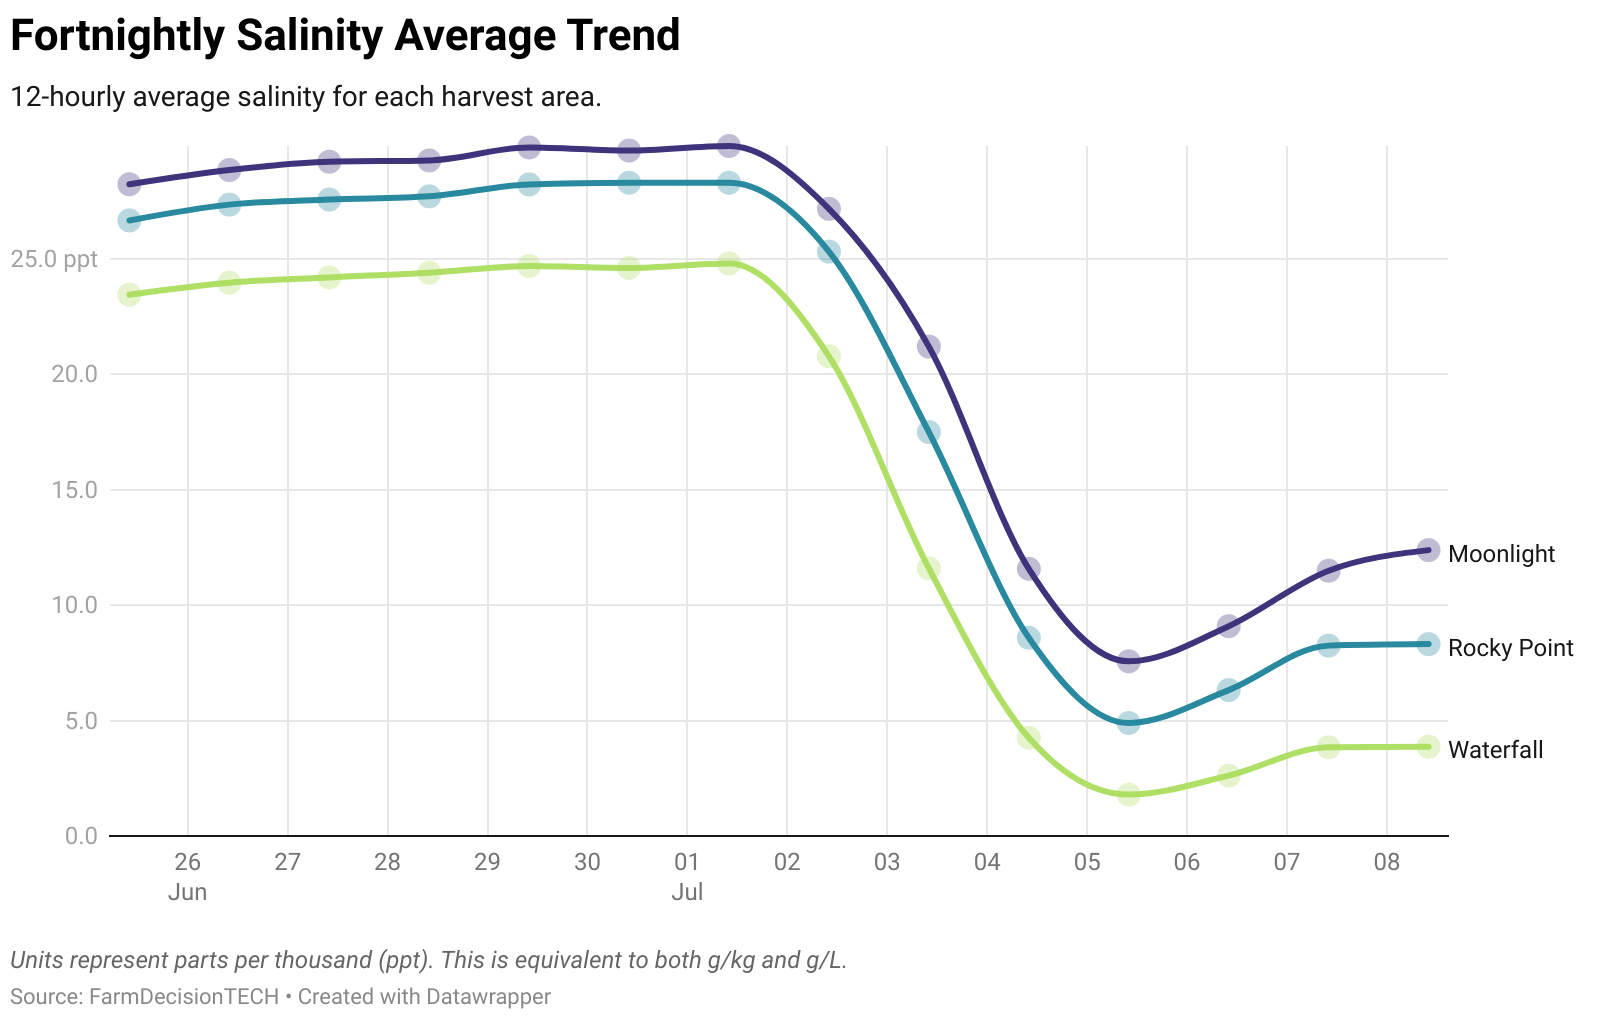 Fortnightly Salinity Average Trend
12-hourly average salinity for each harvest area.
25.0 ppt
20.0
15.0
10.0
5.0
0.0
Moonlight
Rocky Point
Waterfall
26 27 28 29 30 01 02 03 04 05 06 07 08
Jun Jul
Units represent parts per thousand (ppt). This is equivalent to both g/kg and g/L.
Source: FarmDecisionTECH • Created with Datawrapper